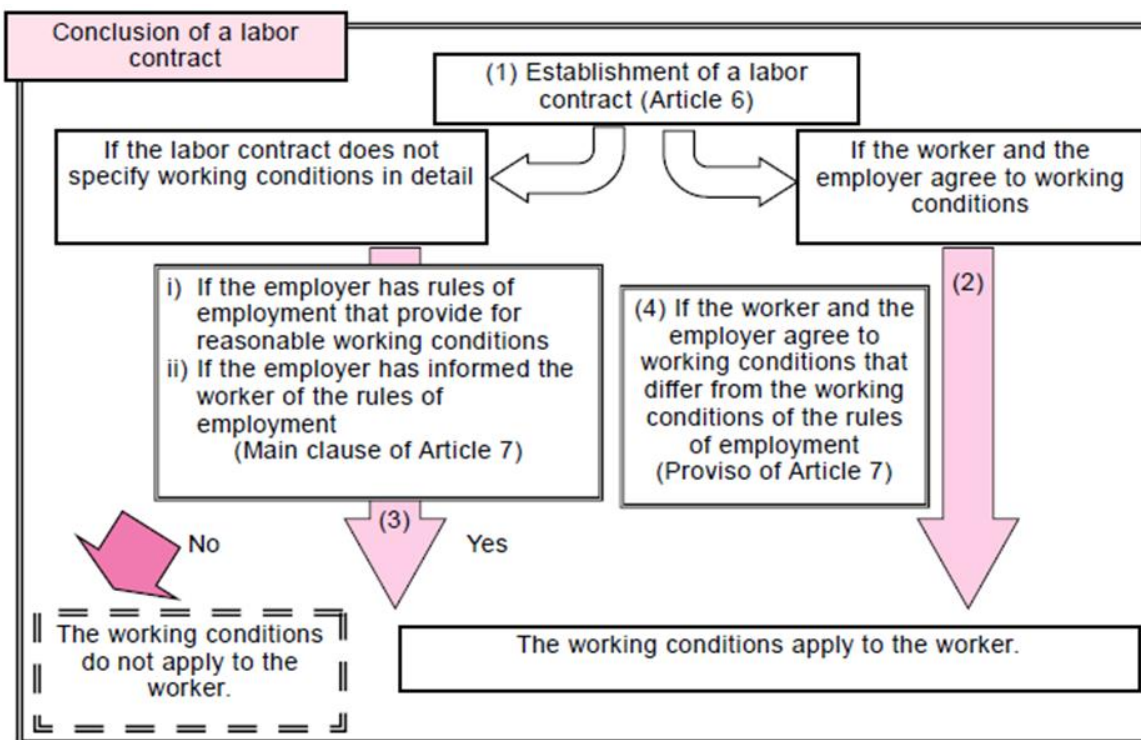 Conclusion of a labor
contract
(1) Establishment of a labor
contract (Article 6)
If the labor contract does not
specify working conditions in detail
If the worker and the
employer agree to working
conditions
i) If the employer has rules of
employment that provide for
reasonable working conditions
ii) If the employer has informed the
worker of the rules of
employment
(Main clause of Article 7)
(4) If the worker and the
employer agree to
working conditions that
differ from the working
conditions of the rules
of employment
(Proviso of Article 7)
(2)
(3)
No
Yes
The working conditions
do not apply to the
worker.
The working conditions apply to the worker.